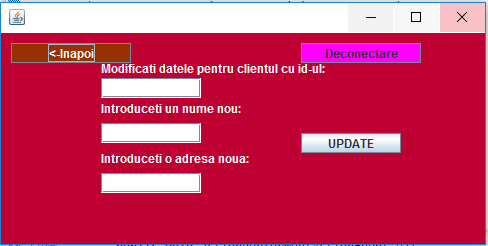 <-Inapoi
Deconectare
Modificati datele pentru clientul cu id-ul:
Introduceti un nume nou:
UPDATE
Introduceti o adresa noua: